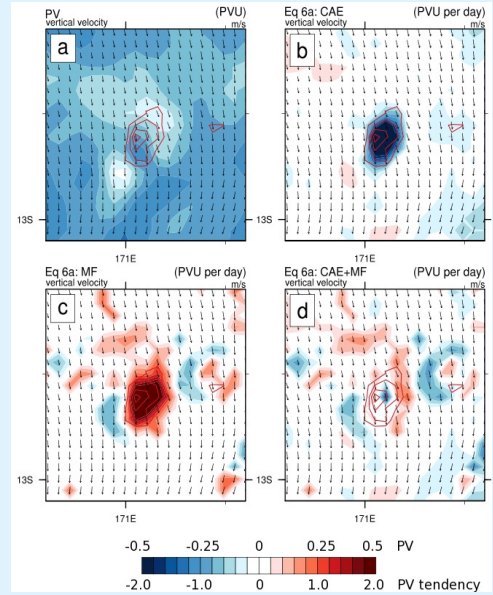 PV (PVU)
vertical velocity m/s
a
13S
171E
Eq 6a: CAE (PVU per day)
vertical velocity m/s
b
13S
171E
Eq 6a: MF (PVU per day)
vertical velocity m/s
c
13S
171E
Eq 6a: CAE+MF (PVU per day)
vertical velocity m/s
d
13S
171E
-0.5 -0.25 0 0.25 0.5 PV
-2.0 -1.0 0 1.0 2.0 PV tendency